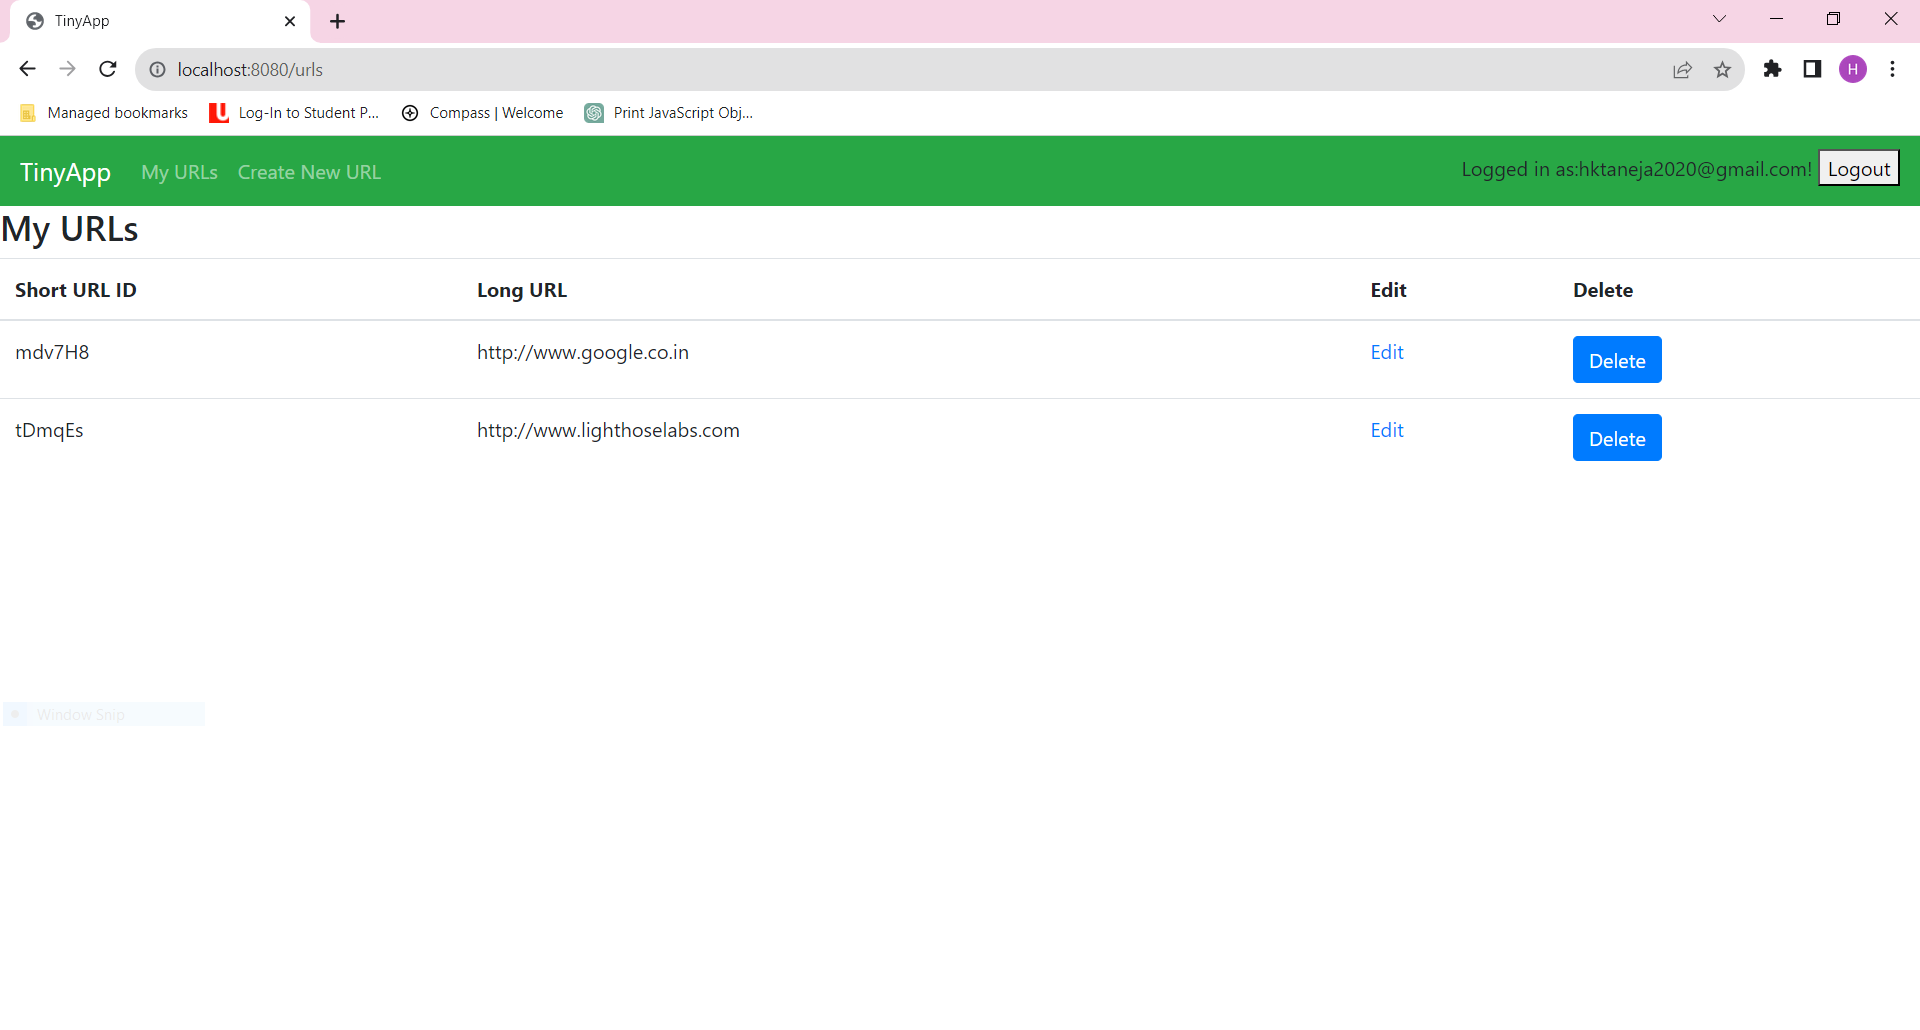 TinyApp
localhost:8080/urls
H
Managed bookmarks Log-In to Student P... Compass | Welcome Print JavaScript Obj...
TinyApp My URLs Create New URL Logged in as:hktaneja2020@gmail.com! Logout
My URLs
Short URL ID Long URL Edit Delete
mdv7H8 http://www.google.co.in Edit Delete
tDmqEs http://www.lighthoselabs.com Edit Delete
Window Snip